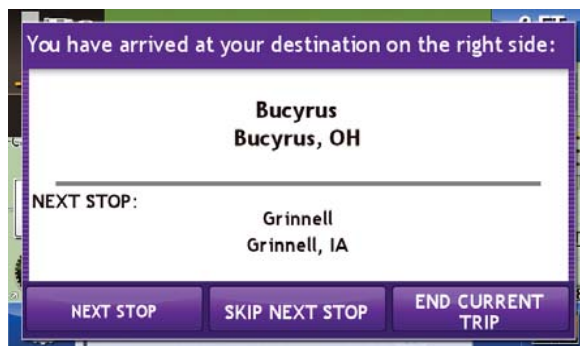 You have arrived at your destination on the right side:
Bucyrus
Bucyrus, OH
NEXT STOP:
Grinnell
Grinnell, IA
NEXT STOP
SKIP NEXT STOP
END CURRENT
TRIP